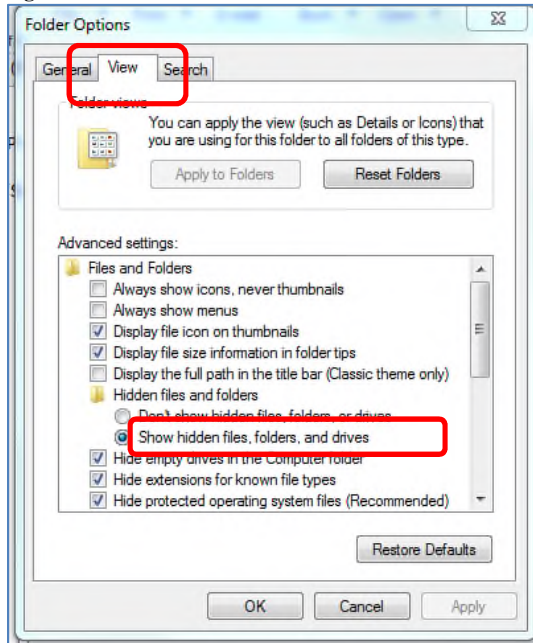 Folder Options
General View Search
Folder views
You can apply the view (such as Details or Icons) that
you are using for this folder to all folders of this type.
Apply to Folders Reset Folders
Advanced settings:
Files and Folders
Always show icons, never thumbnails
Always show menus
Display file icon on thumbnails
Display file size information in folder tips
Display the full path in the title bar (Classic theme only)
Hidden files and folders
Don't show hidden files, folders, or drives
Show hidden files, folders, and drives
Hide empty drives in the Computer folder
Hide extensions for known file types
Hide protected operating system files (Recommended)
Restore Defaults
OK Cancel Apply